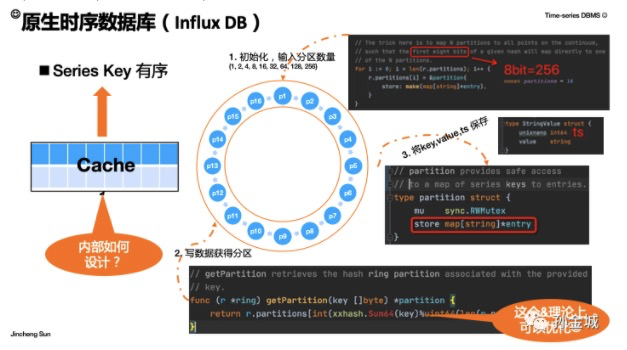 原生时序数据库（Influx DB）
Time-series DBMS
■ Series Key 有序
Cache
内部如何
设计？
1. 初始化，输入分区数量
(1, 2, 4, 8, 16, 32, 64, 128, 256)
p1
p2
p3
p4
p5
p6
p7
p8
p9
p10
p11
p12
p13
p14
p15
p16
// The trick here is to map N partitions to all points on the continuum,
// such that the first eight bits of a given hash will map directly to one
// of the N partitions.
for i := 0; i < len(r.partitions); i++ {
r.partitions[i] = &partition{
store: make(map[string]*entry),
}
}
8bit=256
const partitions = 16
type StringValue struct {
unixnano int64
value string
}
ts
3. 将key,value,ts 保存
// partition provides safe access
// to a map of series keys to entries.
type partition struct {
mu sync.RWMutex
store map[string]*entry
}
2. 写数据获得分区
// getPartition retrieves the hash ring partition associated with the provided
// key.
func (r *ring) getPartition(key []byte) *partition {
return r.partitions[int(xxhash.Sum64(key)%uint64(len(r.
}
这个&理论上
可以优化
孙金城
Jincheng Sun